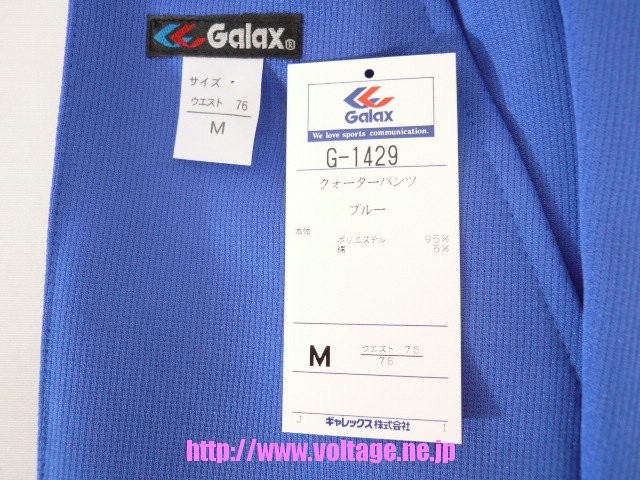 Galax®
サイズ
ウエスト 76
M
Galax
We love sports communication.
G-1429
クォーターパンツ
ブルー
本体
ポリエステル 95%
綿 5%
M
ウエスト 76
76
J I
ギャレックス株式会社
http://www.voltage.ne.jp